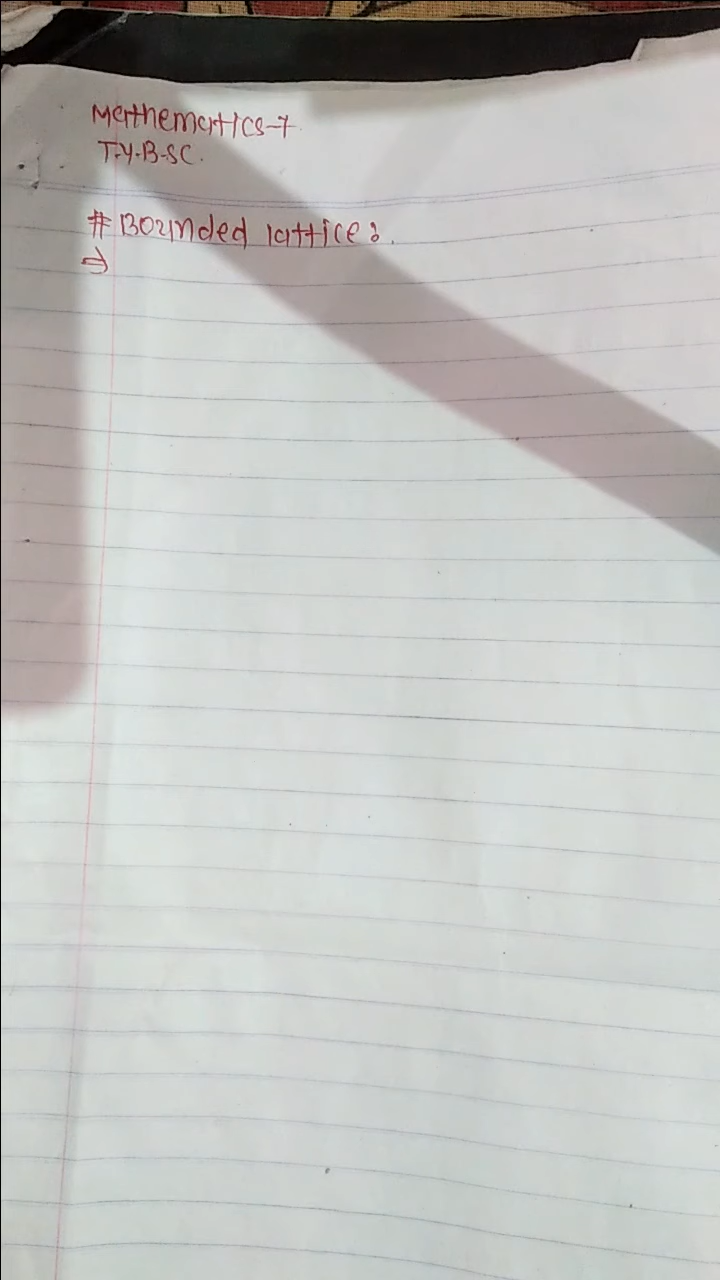 Mathematics-7.
T.Y.B.SC.
# Bounded lattice :
⇒